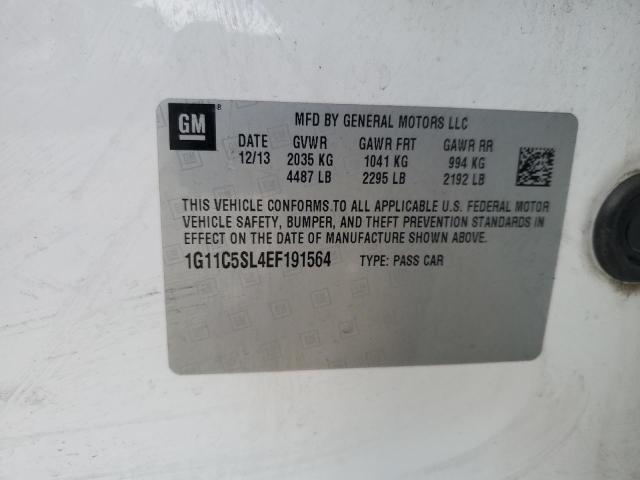 GM ®
MFD BY GENERAL MOTORS LLC
DATE GVWR GAWR FRT GAWR RR
12/13 2035 KG 1041 KG 994 KG
4487 LB 2295 LB 2192 LB
THIS VEHICLE CONFORMS TO ALL APPLICABLE U.S. FEDERAL MOTOR
VEHICLE SAFETY, BUMPER, AND THEFT PREVENTION STANDARDS IN
EFFECT ON THE DATE OF MANUFACTURE SHOWN ABOVE.
1G11C5SL4EF191564 TYPE: PASS CAR